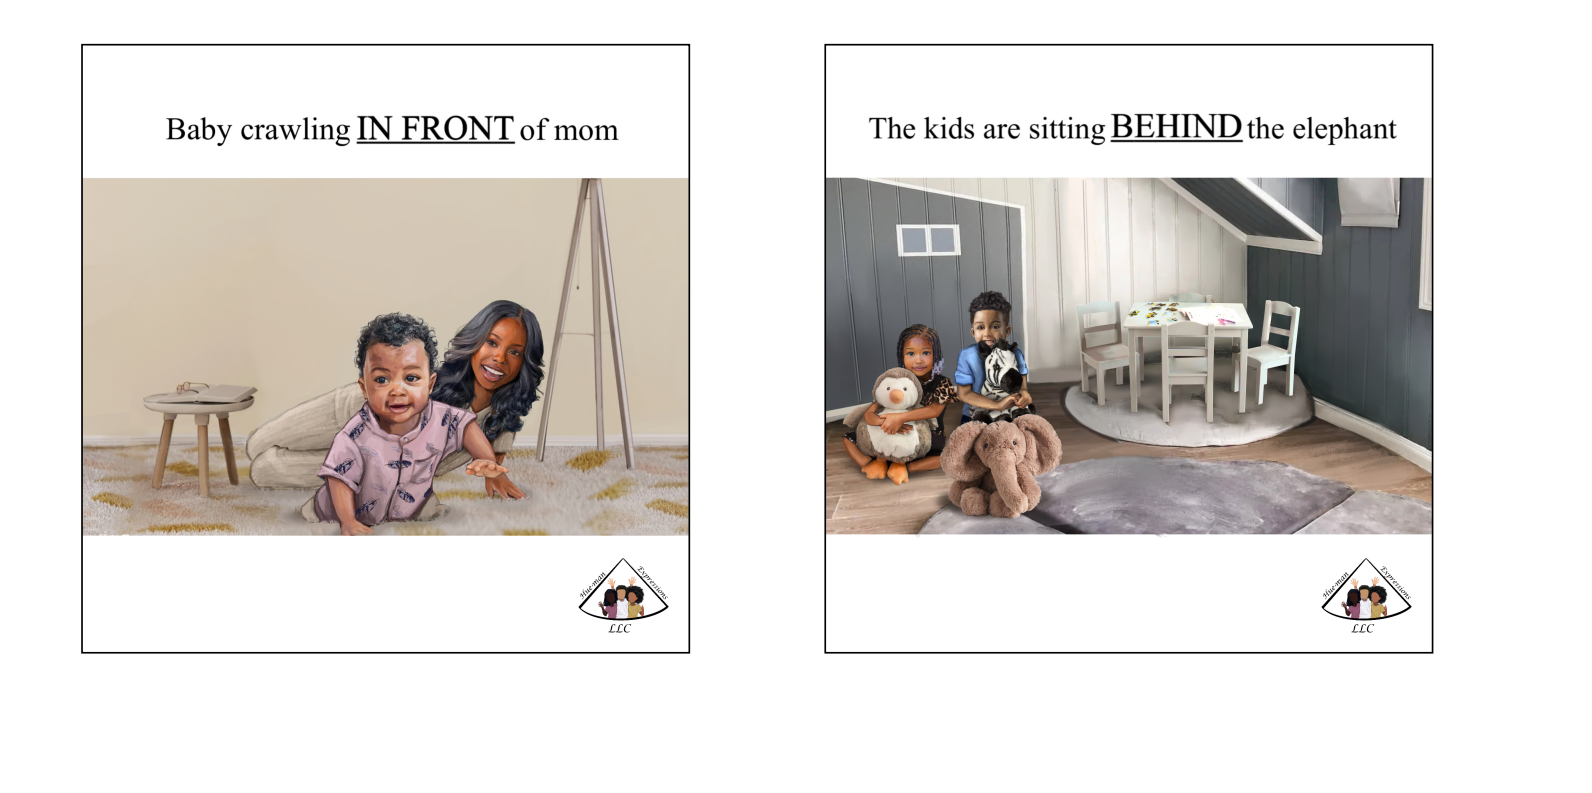 Baby crawling IN FRONT of mom
The kids are sitting BEHIND the elephant
Hue-man Expressions
LLC
Hue-man Expressions
LLC